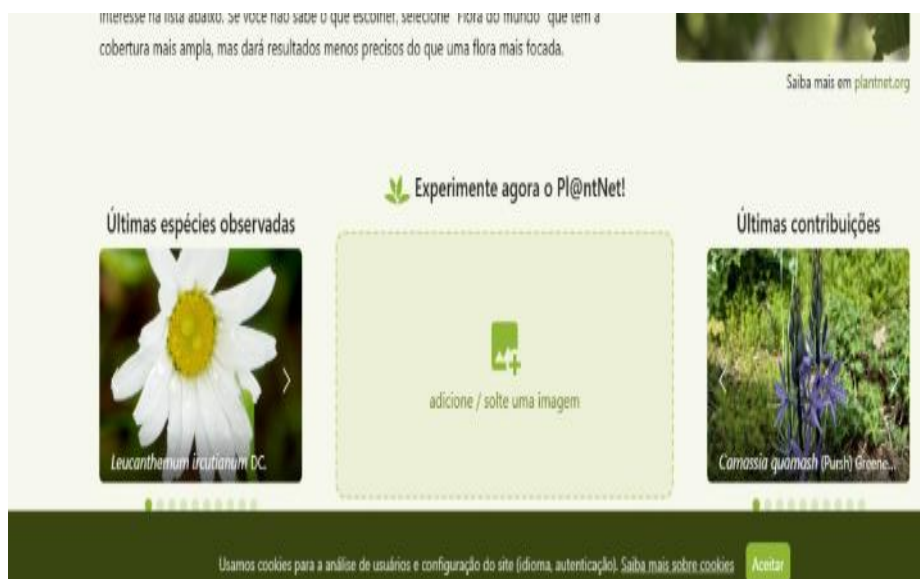 interesse na lista abaixo. Se você não sabe o que escolher, selecione "Flora do mundo" que tem a
cobertura mais ampla, mas dará resultados menos precisos do que uma flora mais focada.
Saiba mais em plantnet.org
Experimente agora o Pl@ntNet!
Últimas espécies observadas
adicione / solte uma imagem
Leucanthemum ircutianum DC.
Últimas contribuições
Camassia quamash (Pursh) Greene...
Usamos cookies para a análise de usuários e configuração do site (idioma, autenticação). Saiba mais sobre cookies
Aceitar